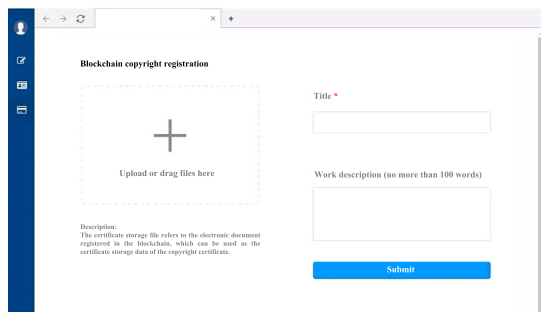 Blockchain copyright registration
Title *
Upload or drag files here
Work description (no more than 100 words)
Description:
The certificate storage file refers to the electronic document
registered in the blockchain, which can be used as the
certificate storage data of the copyright certificate.
Submit